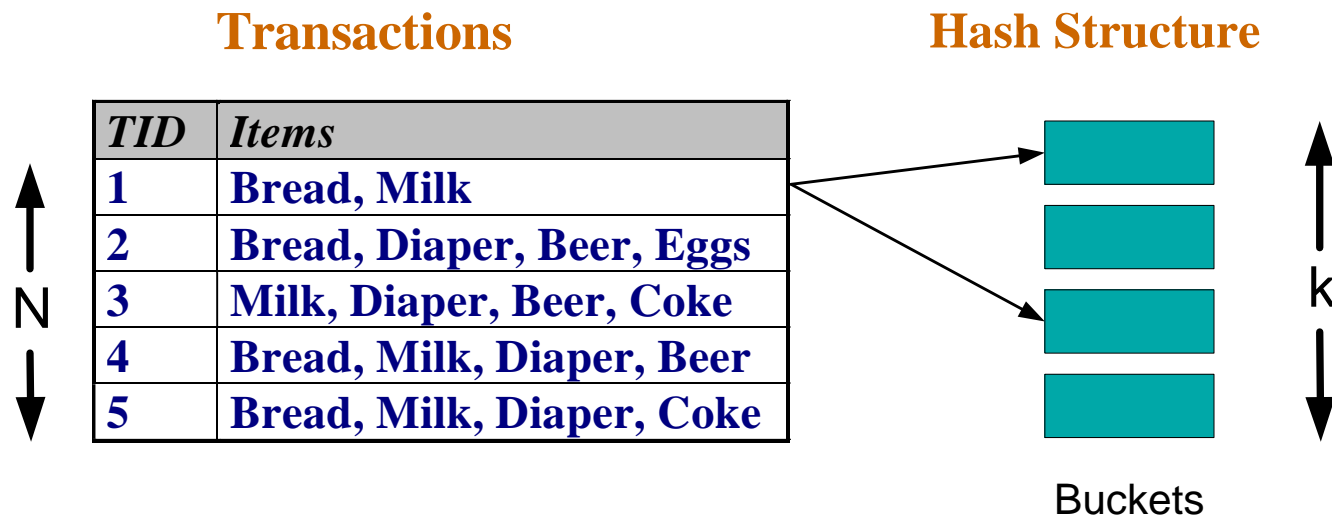 Transactions
Hash Structure
TID Items
1 Bread, Milk
2 Bread, Diaper, Beer, Eggs
3 Milk, Diaper, Beer, Coke
4 Bread, Milk, Diaper, Beer
5 Bread, Milk, Diaper, Coke
N
k
Buckets